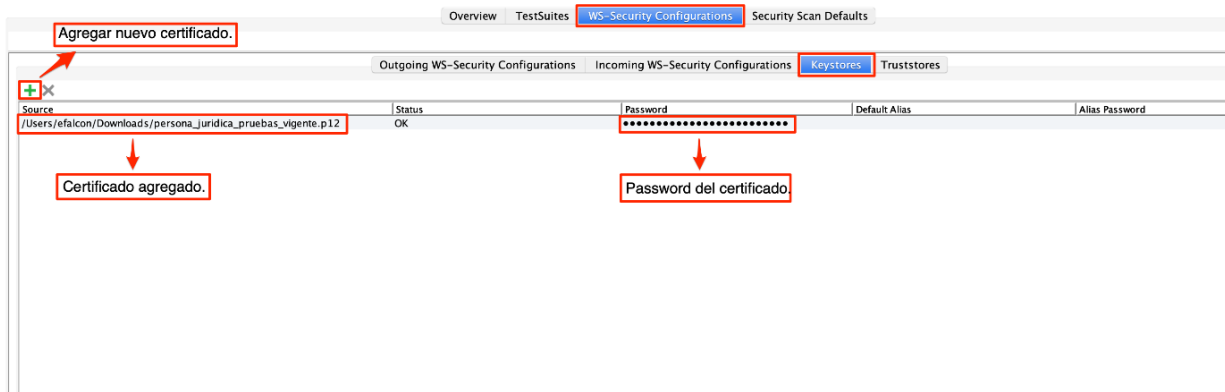 Overview TestSuites WS-Security Configurations Security Scan Defaults
Agregar nuevo certificado.
Outgoing WS-Security Configurations Incoming WS-Security Configurations Keystores Truststores
Source Status Password Default Alias Alias Password
/Users/efalcon/Downloads/persona_juridica_pruebas_vigente.p12 OK •••••••••••••••••••••••••
Certificado agregado. Password del certificado.